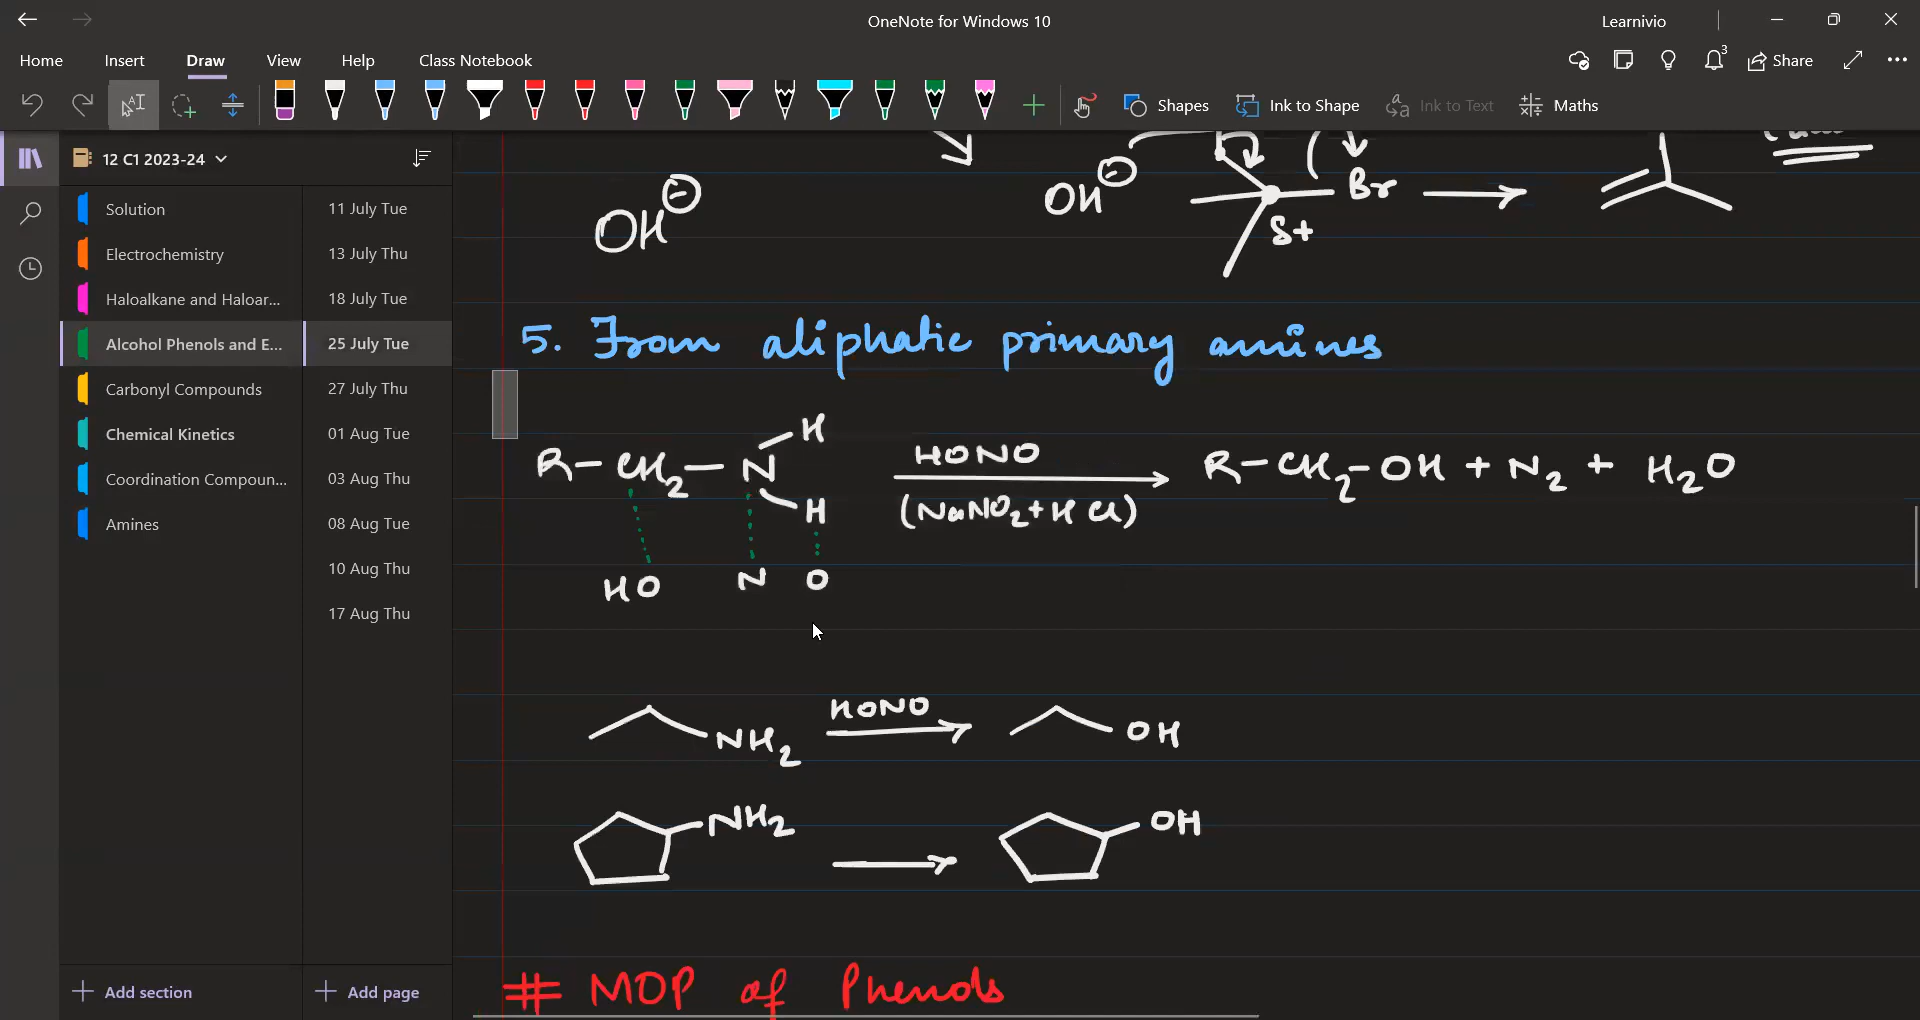 OneNote for Windows 10
Learnivio
Home Insert Draw View Help Class Notebook
3
Share
Shapes Ink to Shape Ink to Text Maths
12 C1 2023-24
Solution
Electrochemistry
Haloalkane and Haloar...
Alcohol Phenols and E...
Carbonyl Compounds
Chemical Kinetics
Coordination Compoun...
Amines
11 July Tue
13 July Thu
18 July Tue
25 July Tue
27 July Thu
01 Aug Tue
03 Aug Thu
08 Aug Tue
10 Aug Thu
17 Aug Thu
Add section
Add page
OH⊖ OH⊖ Br
δ+
5. From aliphatic primary amines
H
R-CH₂-N HONO R-CH₂-OH + N₂ + H₂O
H (NaNO₂+HCl)
HO N O
NH₂ HONO OH
NH₂ OH
# MOP of Phenols